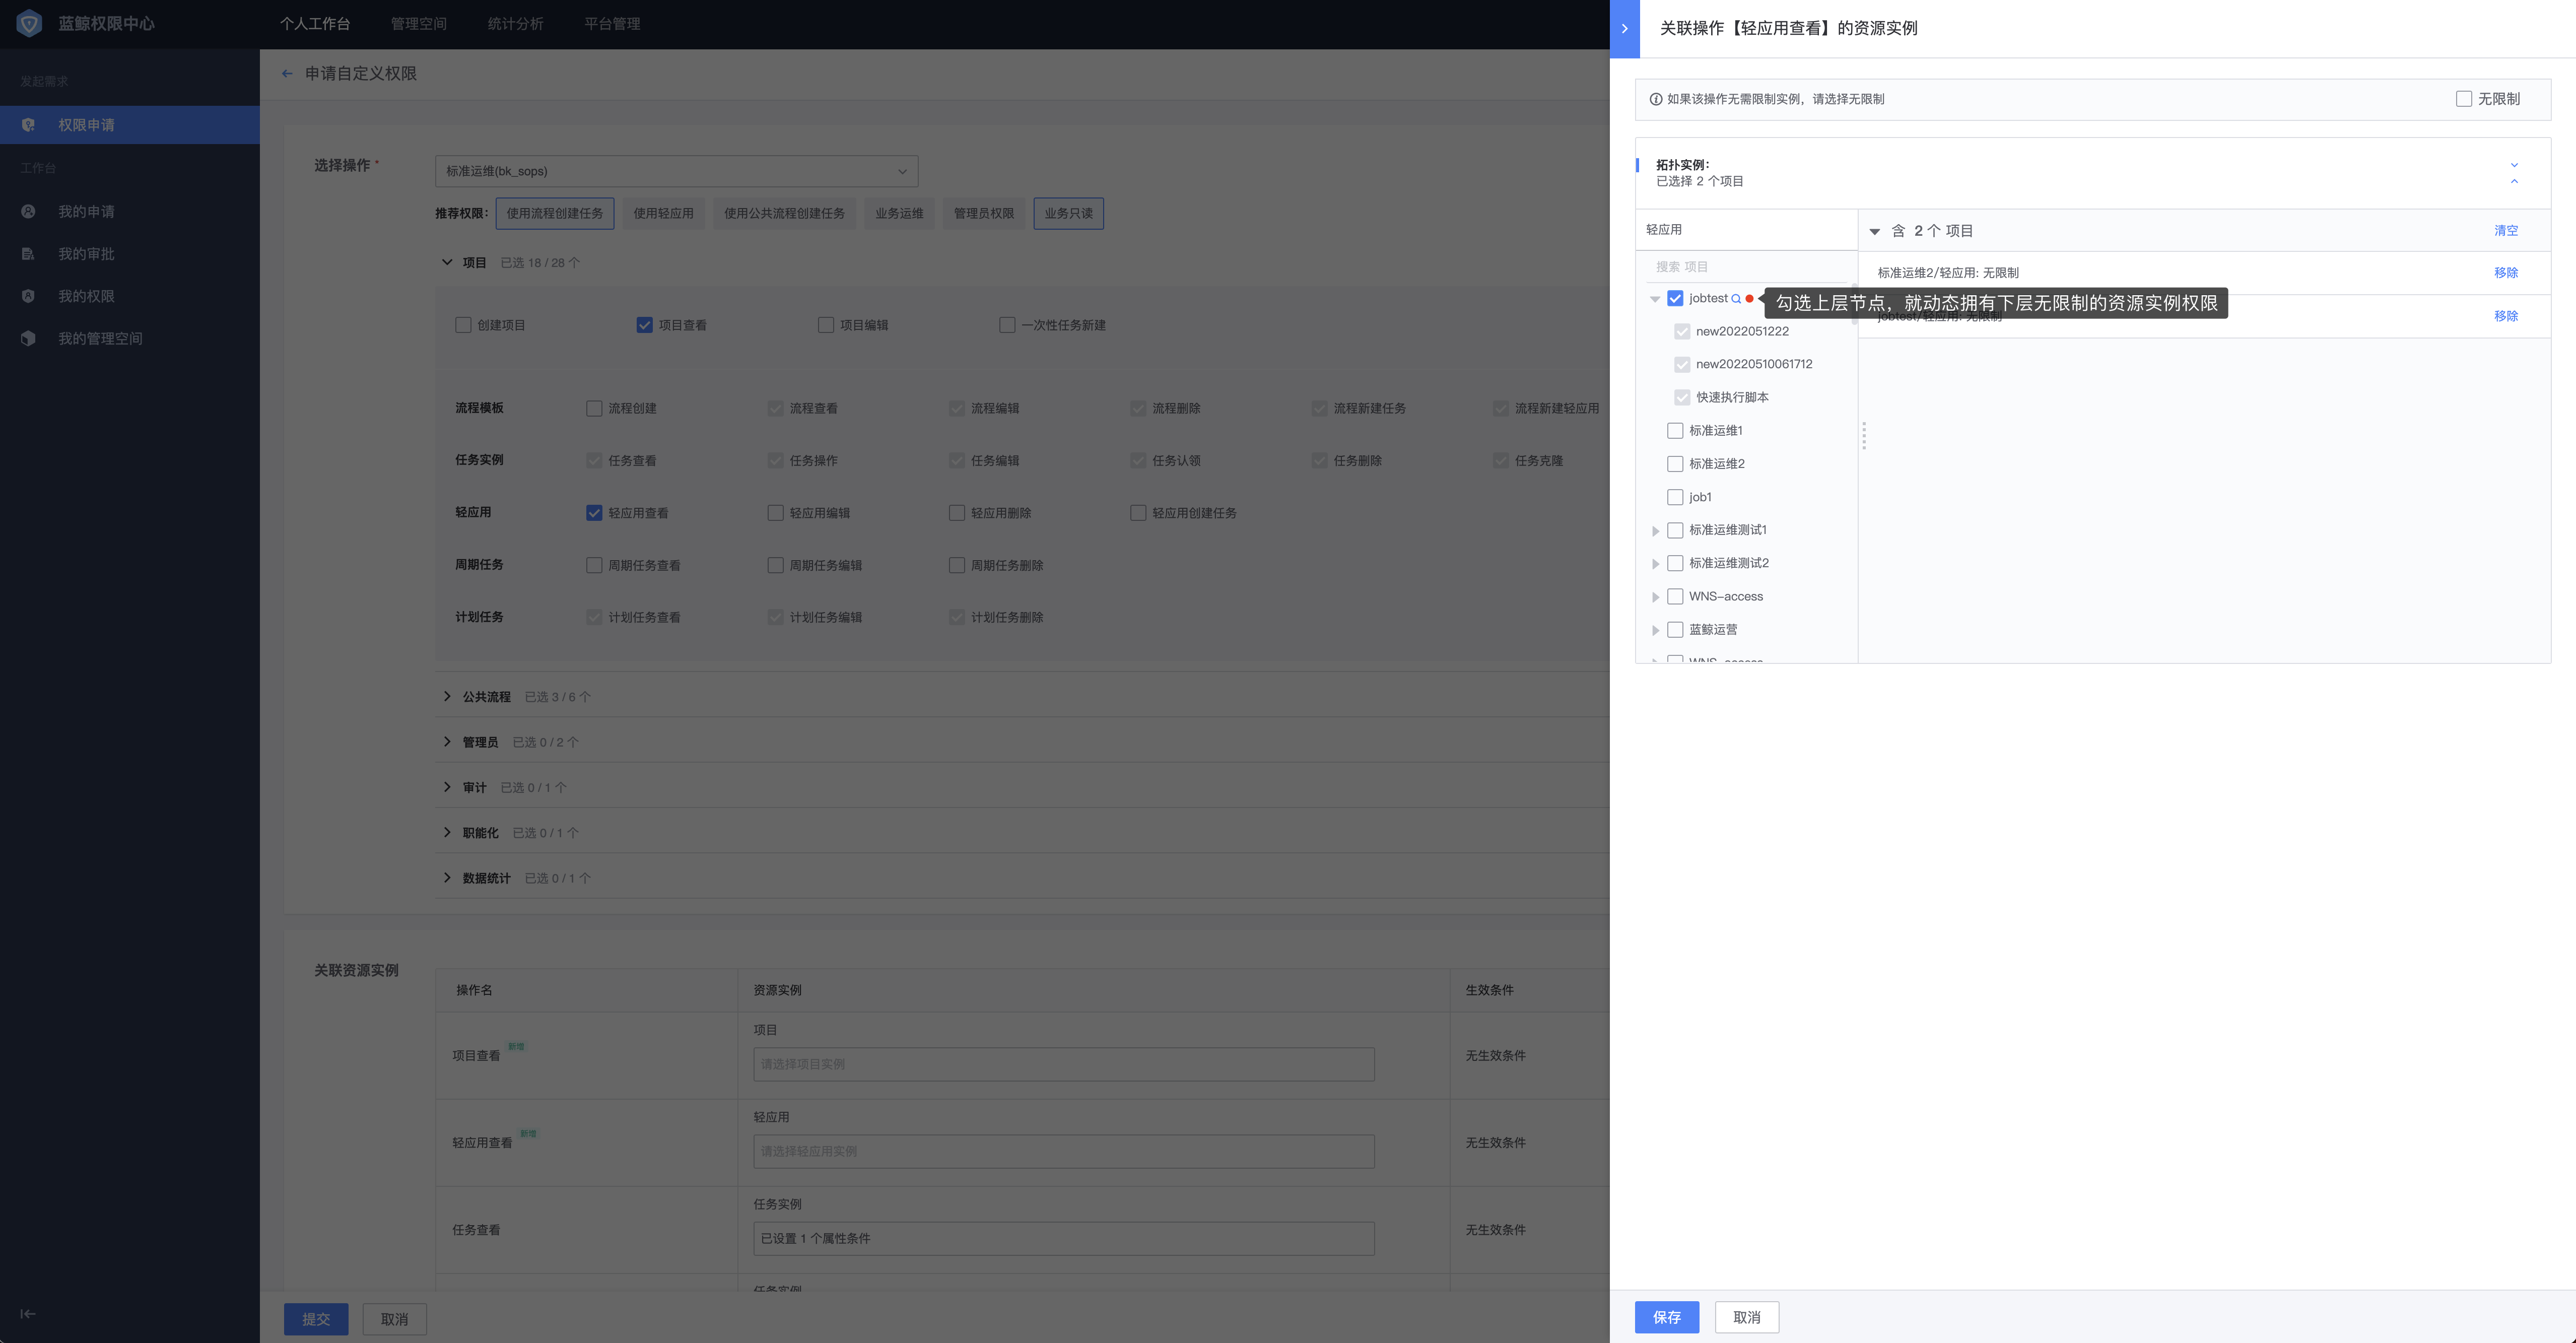 蓝鲸权限中心
个人工作台 管理空间 统计分析 平台管理
发起需求
权限申请
工作台
我的申请
我的审批
我的权限
我的管理空间
申请自定义权限
选择操作 *
标准运维(bk_sops)
推荐权限: 使用流程创建任务 使用轻应用 使用公共流程创建任务 业务运维 管理员权限 业务只读
项目 已选 18 / 28 个
创建项目 项目查看 项目编辑 一次性任务新建
流程模板 流程创建 流程查看 流程编辑 流程删除 流程新建任务 流程新建轻应用
任务实例 任务查看 任务操作 任务编辑 任务认领 任务删除 任务克隆
轻应用 轻应用查看 轻应用编辑 轻应用删除 轻应用创建任务
周期任务 周期任务查看 周期任务编辑 周期任务删除
计划任务 计划任务查看 计划任务编辑 计划任务删除
公共流程 已选 3 / 6 个
管理员 已选 0 / 2 个
审计 已选 0 / 1 个
职能化 已选 0 / 1 个
数据统计 已选 0 / 1 个
关联资源实例
操作名 资源实例 生效条件
项目查看 新增
项目
请选择项目实例
无生效条件
轻应用查看 新增
轻应用
请选择轻应用实例
无生效条件
任务查看
任务实例
已设置 1 个属性条件
无生效条件
任务实例
提交 取消
关联操作【轻应用查看】的资源实例
如果该操作无需限制实例，请选择无限制 无限制
拓扑实例:
已选择 2 个项目
轻应用
搜索 项目
jobtest
new2022051222
new20220510061712
快速执行脚本
标准运维1
标准运维2
job1
标准运维测试1
标准运维测试2
WNS-access
蓝鲸运营
WNS-access
含 2 个 项目 清空
标准运维2/轻应用: 无限制 移除
勾选上层节点，就动态拥有下层无限制的资源实例权限
jobtest/轻应用: 无限制 移除
保存 取消